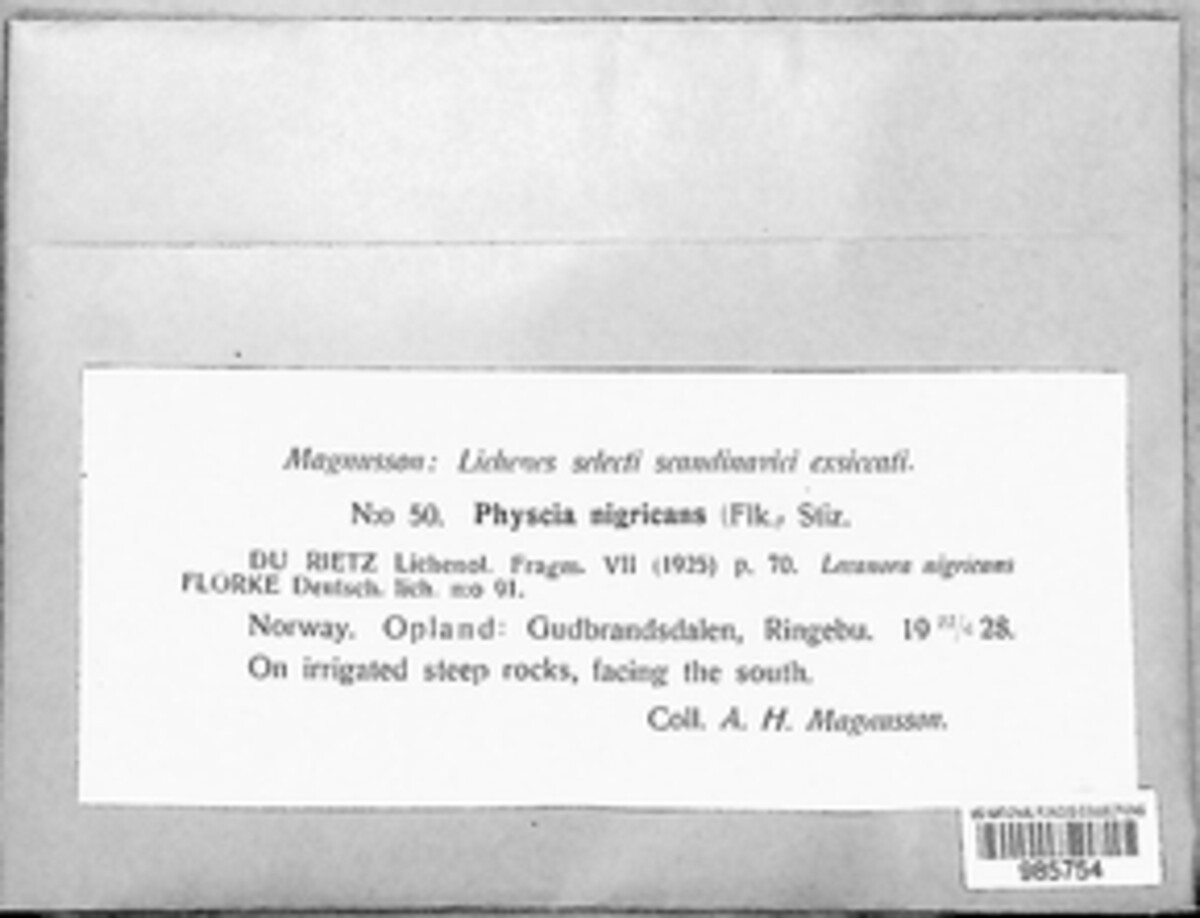 Magnusson: Lichenes selecti scandinavici exsiccati.
N:o 50. Physcia nigricans (Flk.) Stiz.
DU RIETZ Lichenol. Fragm. VII (1925) p. 70. Lecanora nigricans
FLÖRKE Deutsch. lich. n:o 91.
Norway. Opland: Gudbrandsdalen, Ringebu. 19 28.
On irrigated steep rocks, facing the south.
Coll. A. H. Magnusson.
985754